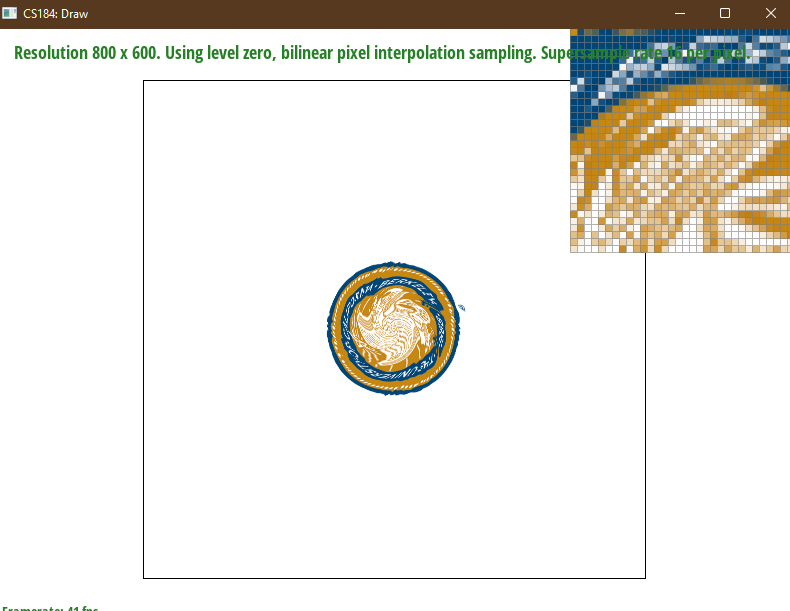 CS184: Draw
Resolution 800 x 600. Using level zero, bilinear pixel interpolation sampling. Supersample rate 16 per pixel.
Framerate: 41 fps